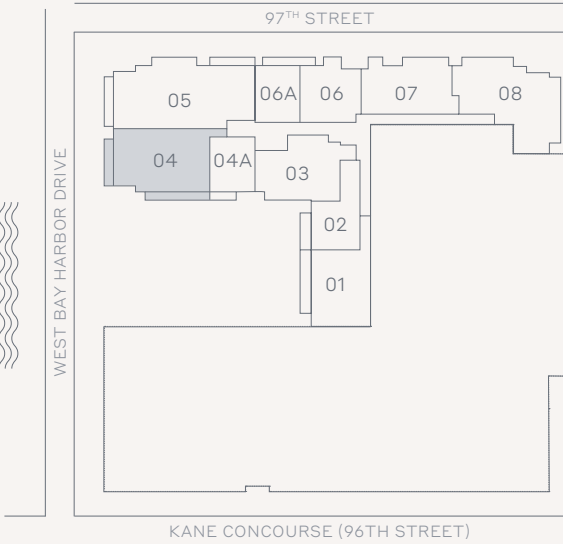 97TH STREET
05
06A
06
07
08
04
04A
03
02
01
WEST BAY HARBOR DRIVE
KANE CONCOURSE (96TH STREET)